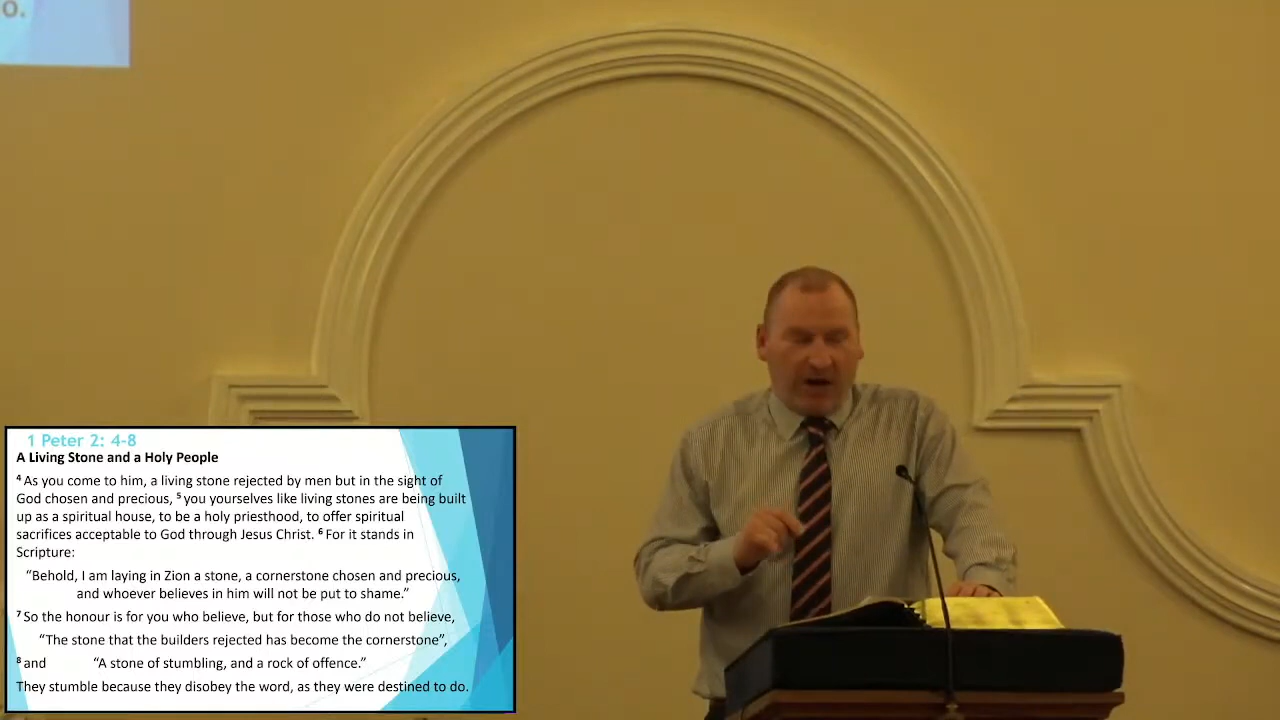 o.
1 Peter 2: 4-8
A Living Stone and a Holy People
⁴ As you come to him, a living stone rejected by men but in the sight of
God chosen and precious, ⁵ you yourselves like living stones are being built
up as a spiritual house, to be a holy priesthood, to offer spiritual
sacrifices acceptable to God through Jesus Christ. ⁶ For it stands in
Scripture:
“Behold, I am laying in Zion a stone, a cornerstone chosen and precious,
and whoever believes in him will not be put to shame.”
⁷ So the honour is for you who believe, but for those who do not believe,
“The stone that the builders rejected has become the cornerstone”,
⁸ and “A stone of stumbling, and a rock of offence.”
They stumble because they disobey the word, as they were destined to do.